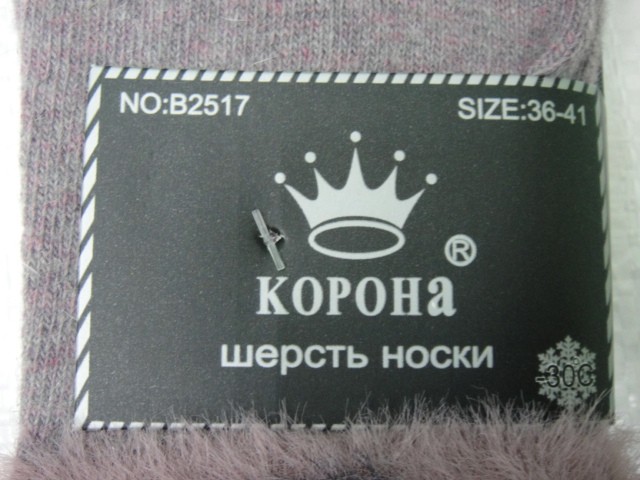 NO:B2517 SIZE:36-41
КОРОНа ®
шерсть носки
-30C